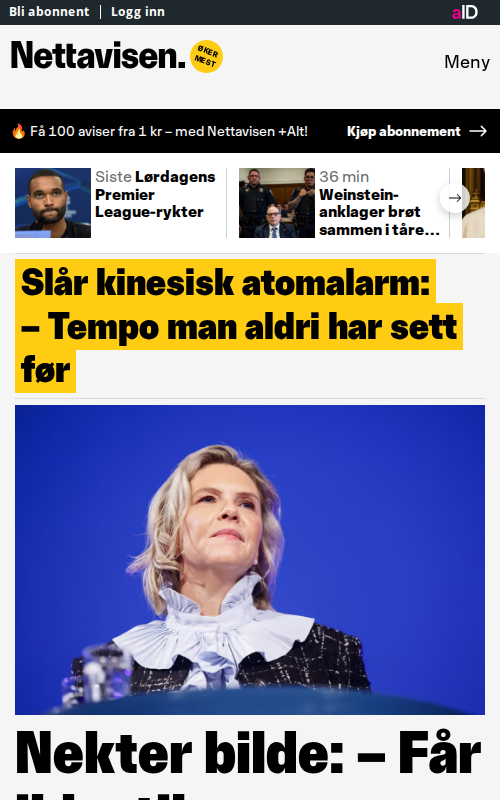 Bli abonnent
Logg inn
aID
Nettavisen.
ØKER
MEST
Meny
🔥 Få 100 aviser fra 1 kr – med Nettavisen +Alt!
Kjøp abonnement
Siste Lørdagens
Premier
League-rykter
36 min
Weinstein-
anklager brøt
sammen i tåre...
Slår kinesisk atomalarm:
– Tempo man aldri har sett
før
Nekter bilde: – Får